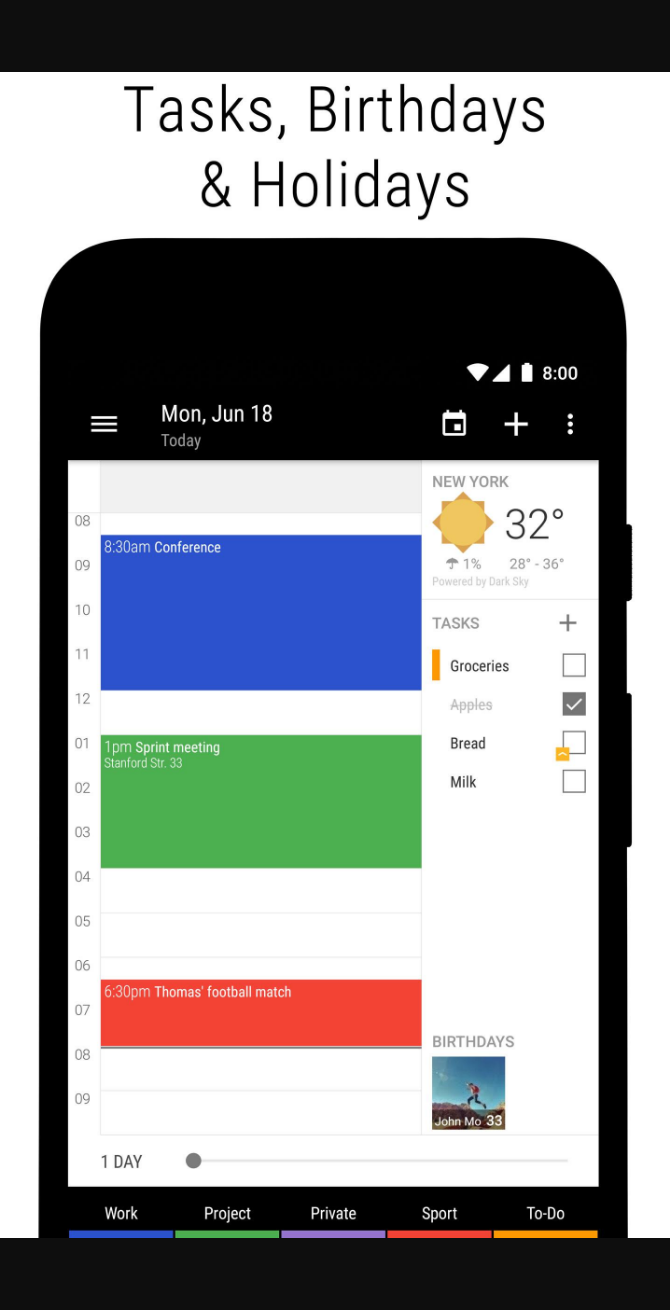 Tasks, Birthdays
& Holidays
8:00
Mon, Jun 18
Today
08
8:30am Conference
09
10
11
12
01
1pm Sprint meeting
Stanford Str. 33
02
03
04
05
06
6:30pm Thomas' football match
07
08
09
NEW YORK
32°
1% 28° - 36°
Powered by Dark Sky
TASKS +
Groceries
Apples
Bread
Milk
BIRTHDAYS
John Mo 33
1 DAY
Work Project Private Sport To-Do